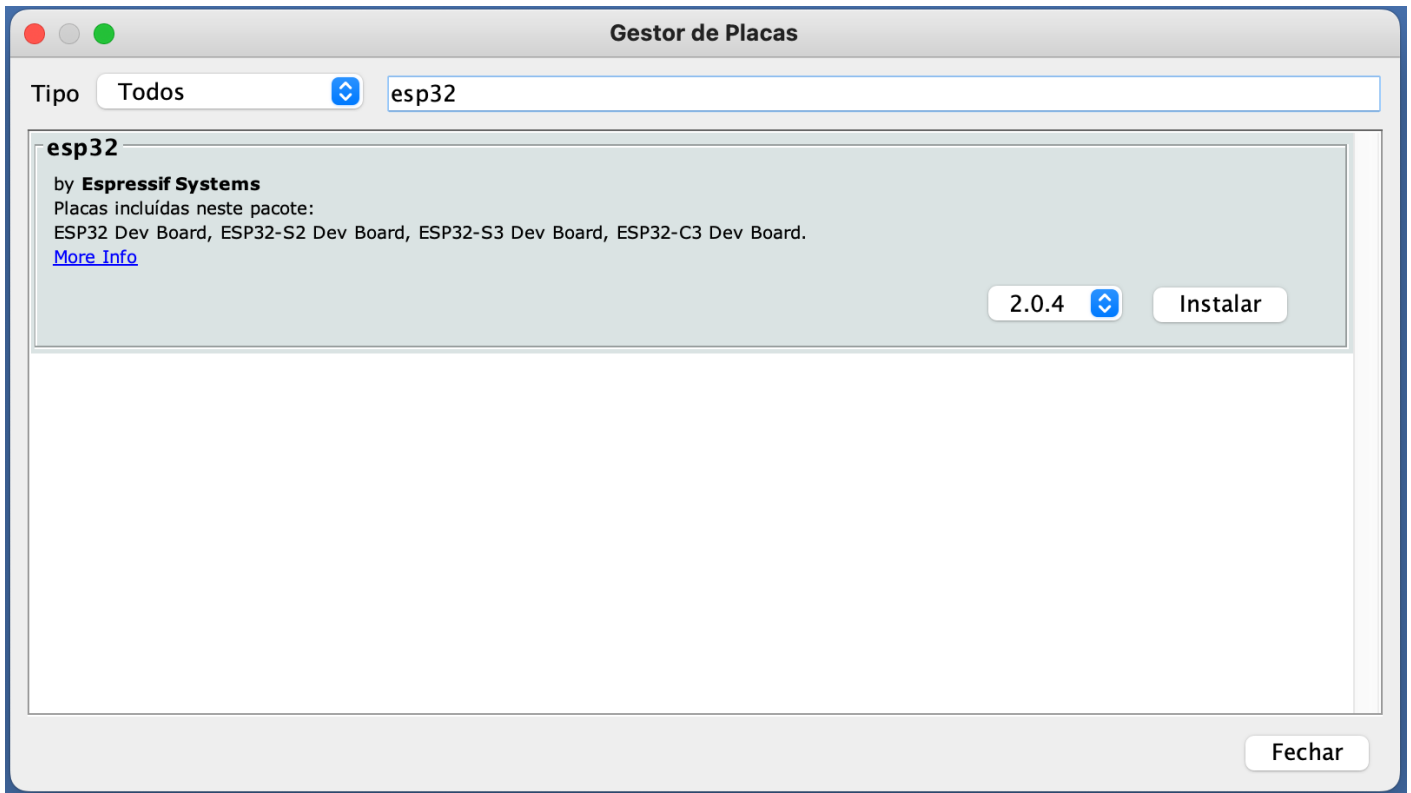 Gestor de Placas
Tipo Todos esp32
esp32
by Espressif Systems
Placas incluídas neste pacote:
ESP32 Dev Board, ESP32-S2 Dev Board, ESP32-S3 Dev Board, ESP32-C3 Dev Board.
More Info
2.0.4 Instalar
Fechar